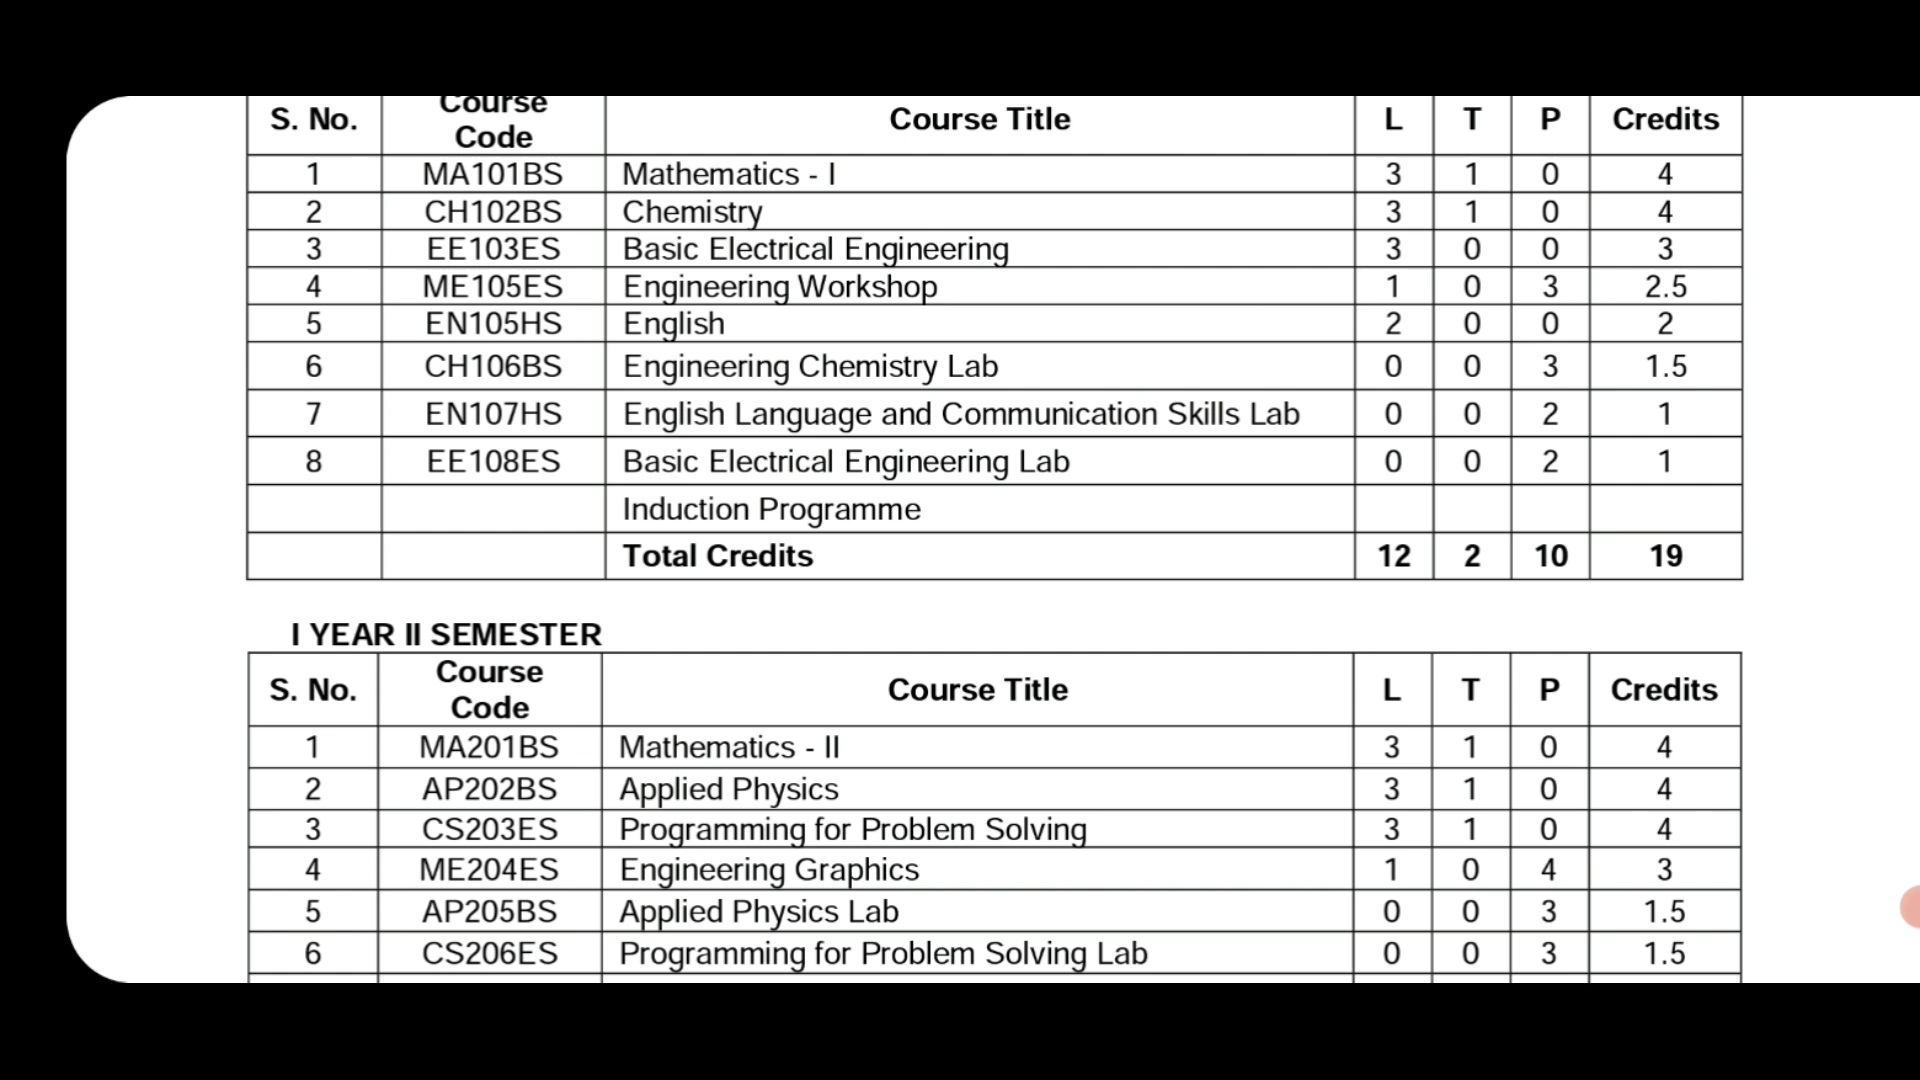 S. No. Course Code Course Title L T P Credits
1 MA101BS Mathematics - I 3 1 0 4
2 CH102BS Chemistry 3 1 0 4
3 EE103ES Basic Electrical Engineering 3 0 0 3
4 ME105ES Engineering Workshop 1 0 3 2.5
5 EN105HS English 2 0 0 2
6 CH106BS Engineering Chemistry Lab 0 0 3 1.5
7 EN107HS English Language and Communication Skills Lab 0 0 2 1
8 EE108ES Basic Electrical Engineering Lab 0 0 2 1
Induction Programme
Total Credits 12 2 10 19
I YEAR II SEMESTER
S. No. Course Code Course Title L T P Credits
1 MA201BS Mathematics - II 3 1 0 4
2 AP202BS Applied Physics 3 1 0 4
3 CS203ES Programming for Problem Solving 3 1 0 4
4 ME204ES Engineering Graphics 1 0 4 3
5 AP205BS Applied Physics Lab 0 0 3 1.5
6 CS206ES Programming for Problem Solving Lab 0 0 3 1.5